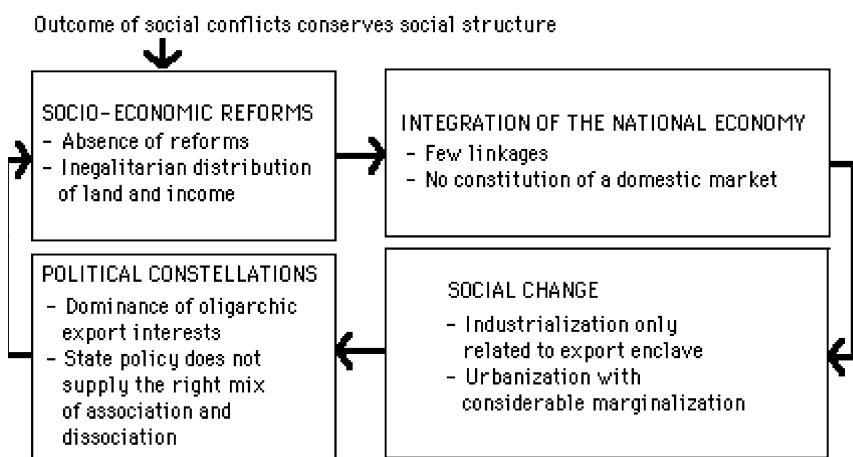 Outcome of social conflicts conserves social structure
SOCIO-ECONOMIC REFORMS
- Absence of reforms
- Inegalitarian distribution
of land and income
INTEGRATION OF THE NATIONAL ECONOMY
- Few linkages
- No constitution of a domestic market
POLITICAL CONSTELLATIONS
- Dominance of oligarchic
export interests
- State policy does not
supply the right mix
of association and
dissociation
SOCIAL CHANGE
- Industrialization only
related to export enclave
- Urbanization with
considerable marginalization